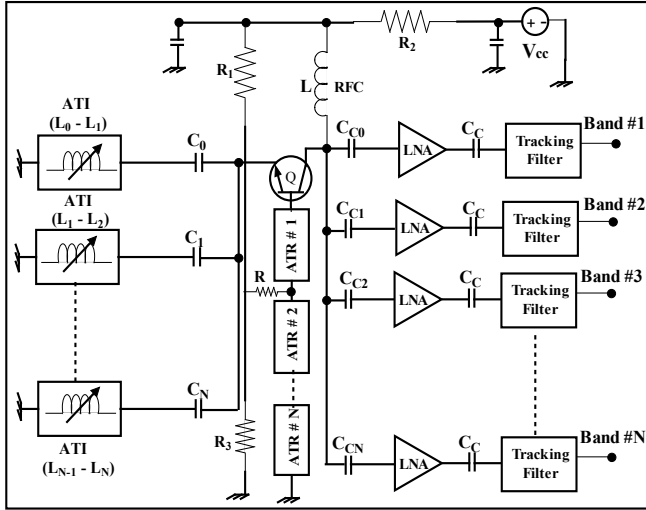 R2
Vcc
R1
L RFC
ATI
(L0 - L1)
C0
CC0
LNA
CC
Tracking
Filter
Band #1
Q
ATI
(L1 - L2)
C1
CC1
LNA
CC
Tracking
Filter
Band #2
ATR # 1
R
CC2
LNA
CC
Tracking
Filter
Band #3
ATR # 2
CN
ATI
(LN-1 - LN)
R3
ATR # N
CCN
LNA
CC
Tracking
Filter
Band #N